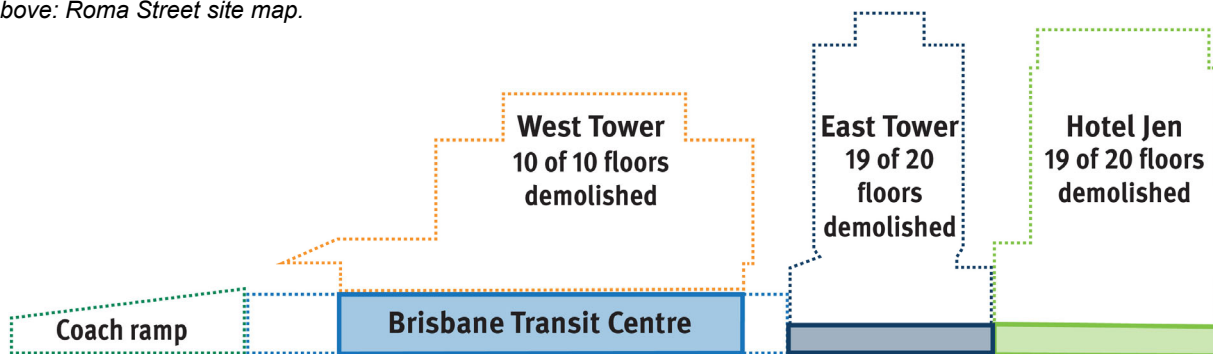 bove: Roma Street site map.
West Tower
10 of 10 floors
demolished
East Tower
19 of 20
floors
demolished
Hotel Jen
19 of 20 floors
demolished
Coach ramp
Brisbane Transit Centre